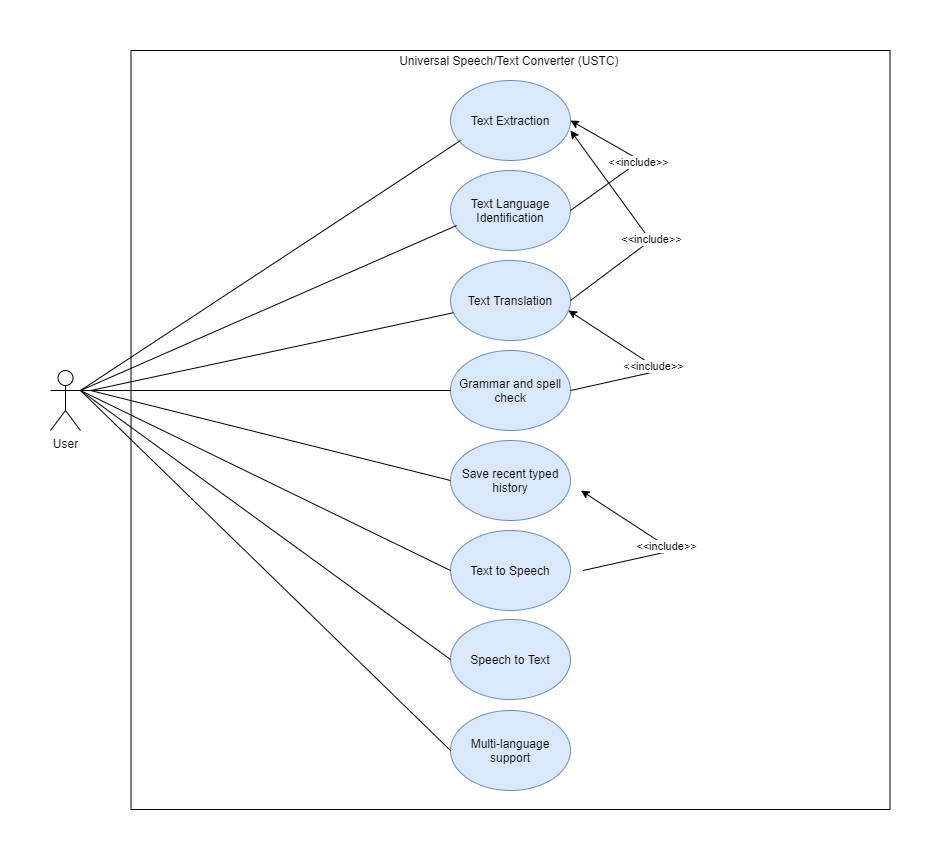 Universal Speech/Text Converter (USTC)
Text Extraction
<<include>>
Text Language
Identification
<<include>>
Text Translation
<<include>>
Grammar and spell
check
User
Save recent typed
history
<<include>>
Text to Speech
Speech to Text
Multi-language
support